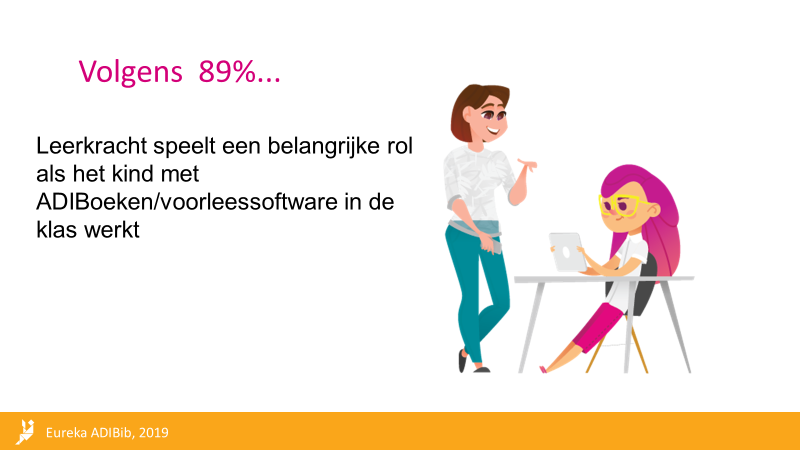 Volgens 89%...
Leerkracht speelt een belangrijke rol
als het kind met
ADIBoeken/voorleessoftware in de
klas werkt
Eureka ADIBib, 2019